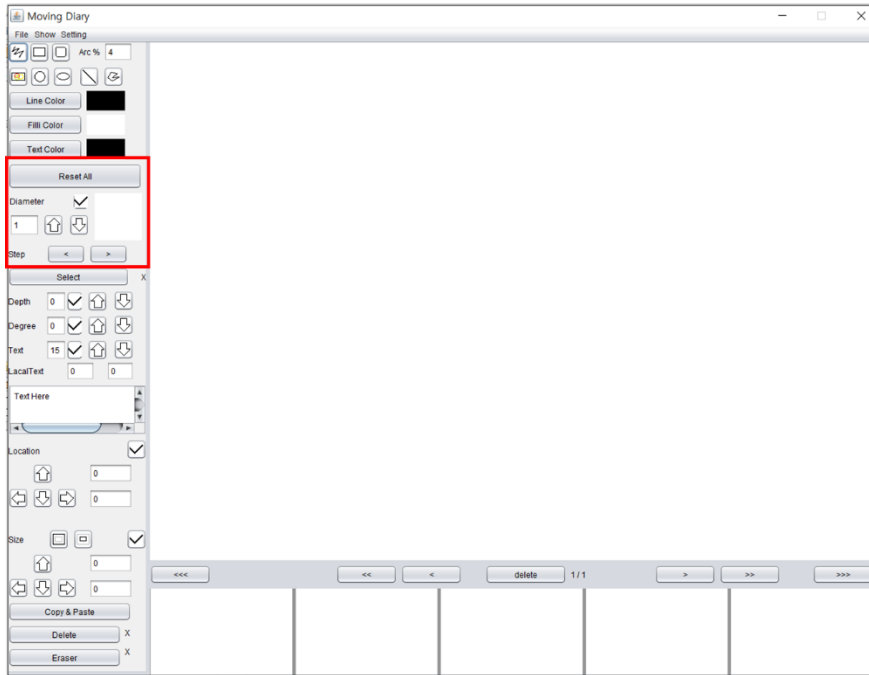 Moving Diary
File Show Setting
Arc % 4
Line Color
Filli Color
Text Color
Reset All
Diameter
1
Step < >
Select X
Depth 0
Degree 0
Text 15
LacalText 0 0
Text Here
Location
0
0
Size
0
0
<<< << < delete 1 / 1 > >> >>>
Copy & Paste
Delete X
Eraser X